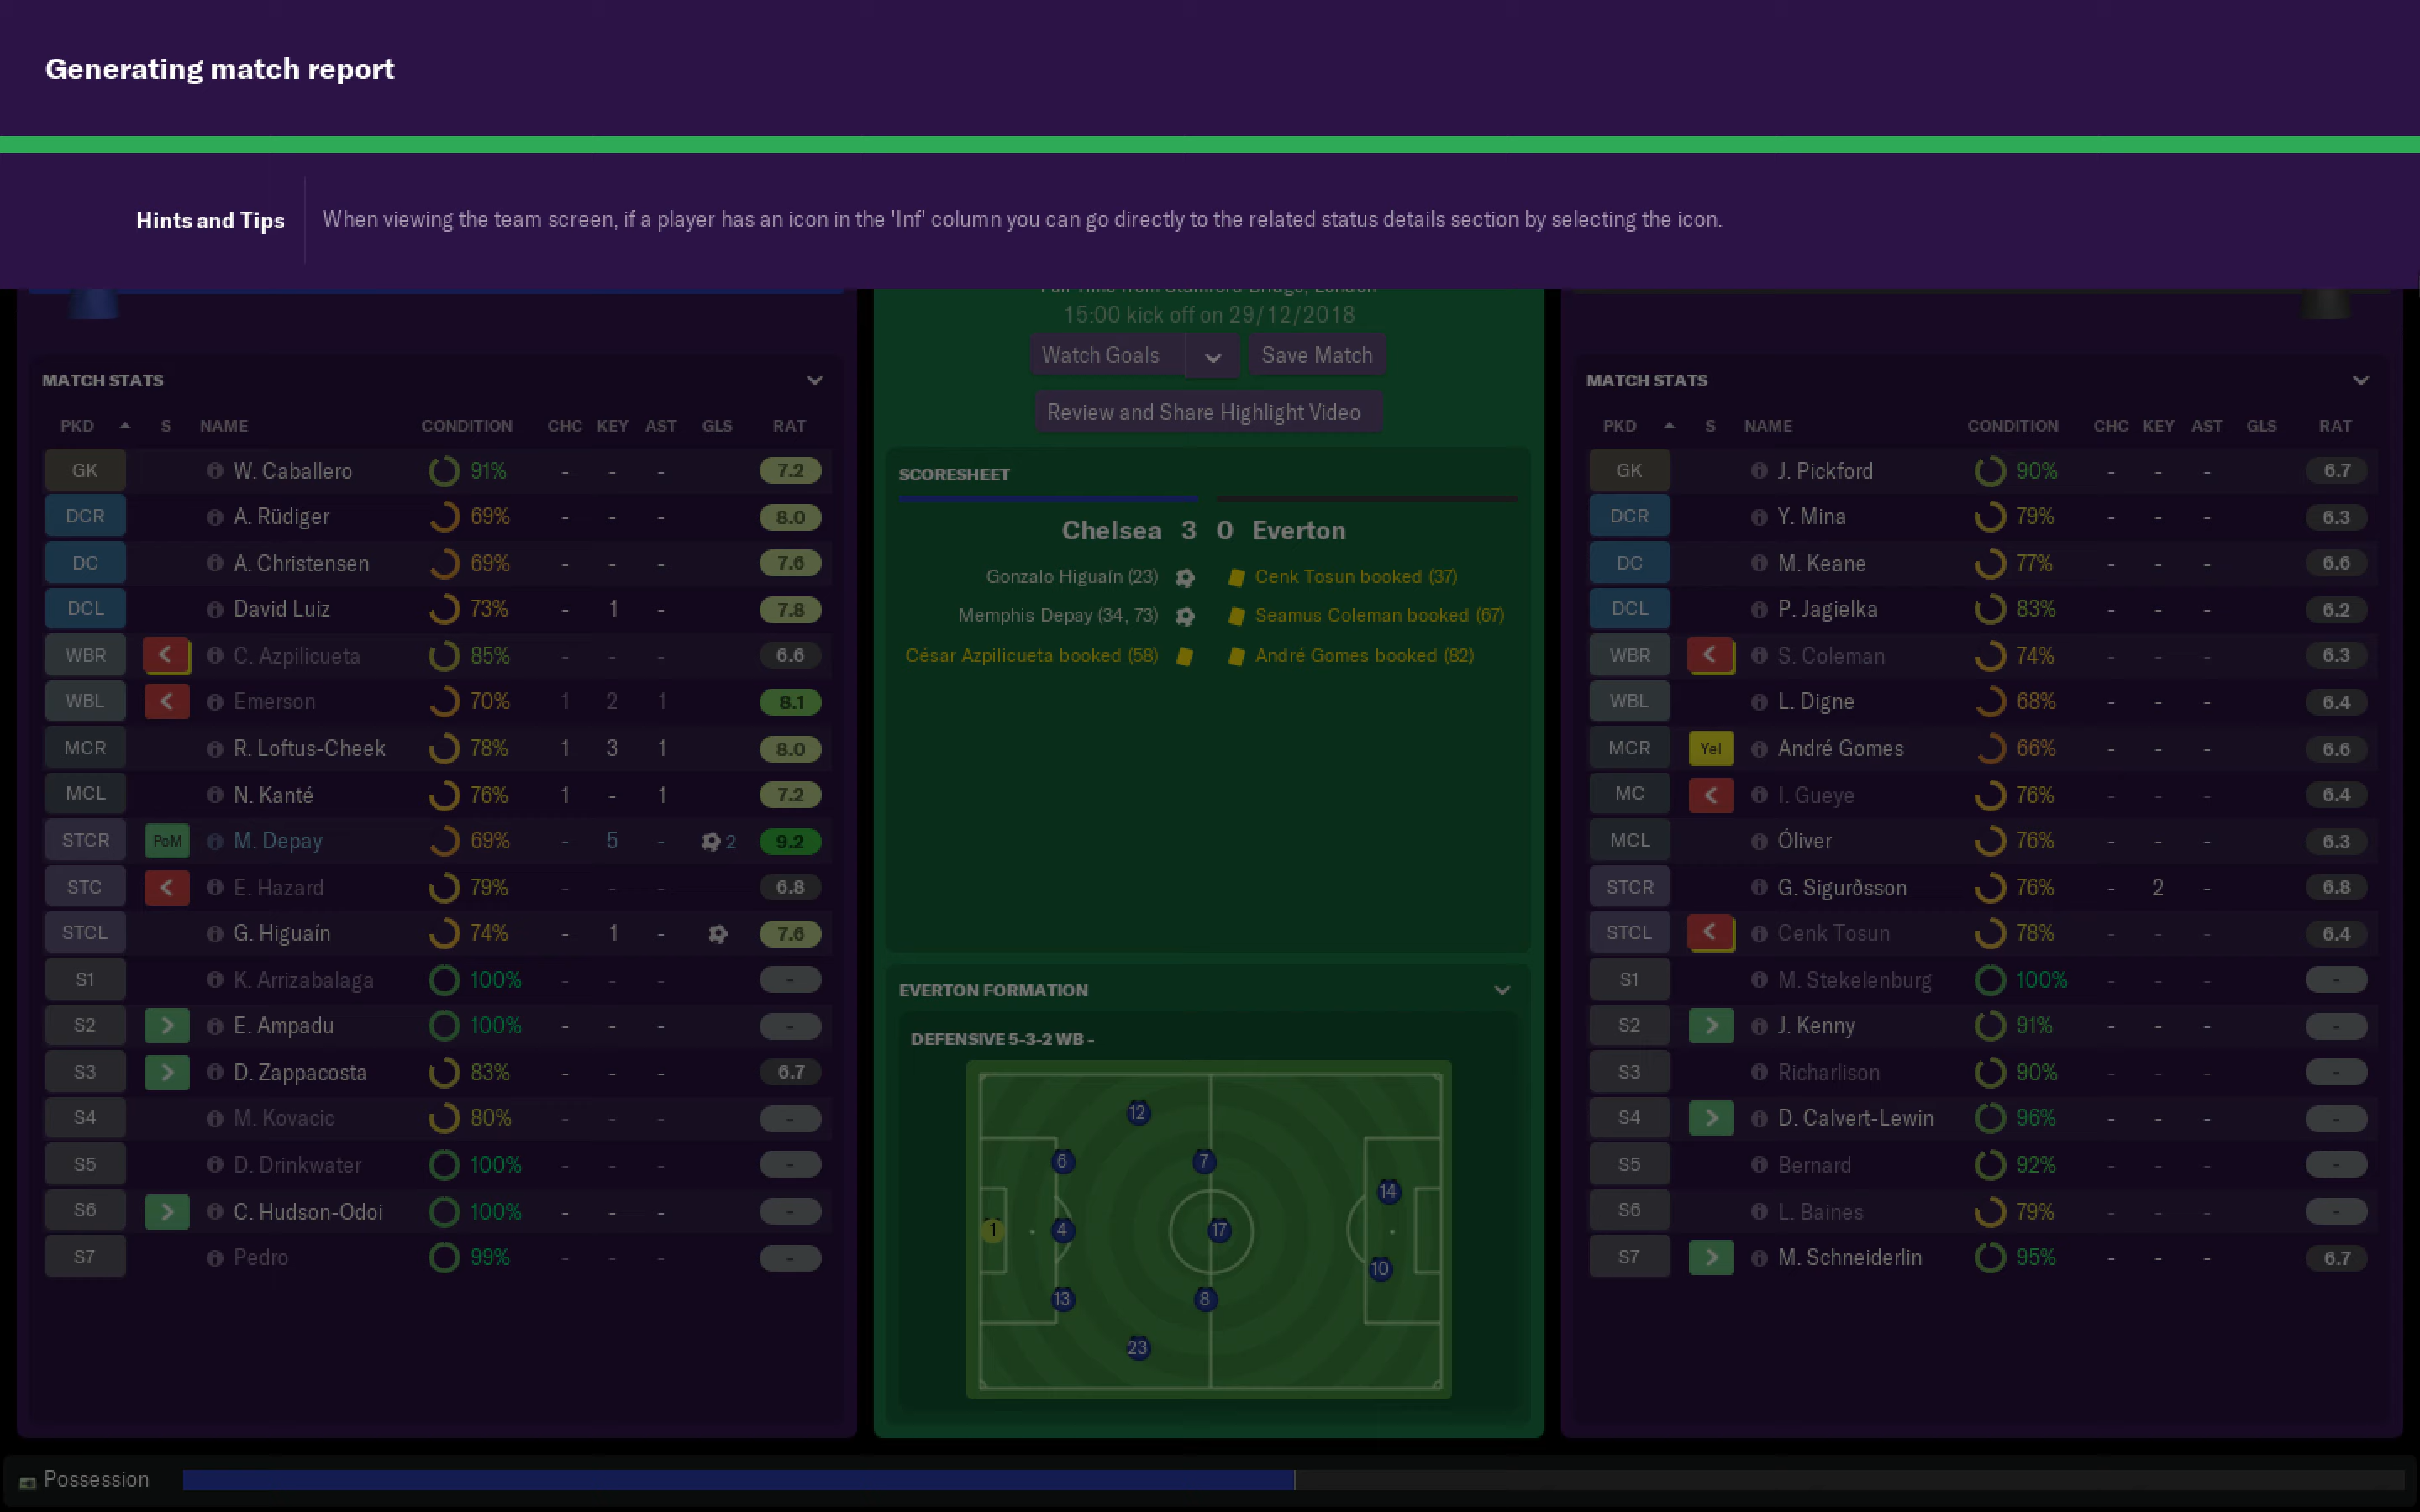 Generating match report
Hints and Tips
When viewing the team screen, if a player has an icon in the 'Inf' column you can go directly to the related status details section by selecting the icon.
MATCH STATS
PKD S NAME CONDITION CHC KEY AST GLS RAT
GK W. Caballero 91% - - - 7.2
DCR A. Rüdiger 69% - - - 8.0
DC A. Christensen 69% - - - 7.6
DCL David Luiz 73% - 1 - 7.8
WBR C. Azpilicueta 85% - - - 6.6
WBL Emerson 70% 1 2 1 8.1
MCR R. Loftus-Cheek 78% 1 3 1 8.0
MCL N. Kanté 76% 1 - 1 7.2
STCR PoM M. Depay 69% - 5 - 2 9.2
STC E. Hazard 79% - - - 6.8
STCL G. Higuaín 74% - 1 - 7.6
S1 K. Arrizabalaga 100% - - - -
S2 E. Ampadu 100% - - - -
S3 D. Zappacosta 83% - - - 6.7
S4 M. Kovacic 80% - - - -
S5 D. Drinkwater 100% - - - -
S6 C. Hudson-Odoi 100% - - - -
S7 Pedro 99% - - - -
15:00 kick off on 29/12/2018
Watch Goals
Save Match
Review and Share Highlight Video
SCORESHEET
Chelsea 3 0 Everton
Gonzalo Higuaín (23) Cenk Tosun booked (37)
Memphis Depay (34, 73) Seamus Coleman booked (67)
César Azpilicueta booked (58) André Gomes booked (82)
EVERTON FORMATION
DEFENSIVE 5-3-2 WB -
12
6 7
14
1 4 17
10
13 8
23
MATCH STATS
PKD S NAME CONDITION CHC KEY AST GLS RAT
GK J. Pickford 90% - - - 6.7
DCR Y. Mina 79% - - - 6.3
DC M. Keane 77% - - - 6.6
DCL P. Jagielka 83% - - - 6.2
WBR S. Coleman 74% - - - 6.3
WBL L. Digne 68% - - - 6.4
MCR Yel André Gomes 66% - - - 6.6
MC I. Gueye 76% - - - 6.4
MCL Óliver 76% - - - 6.3
STCR G. Sigurðsson 76% - 2 - 6.8
STCL Cenk Tosun 78% - - - 6.4
S1 M. Stekelenburg 100% - - - -
S2 J. Kenny 91% - - - -
S3 Richarlison 90% - - - -
S4 D. Calvert-Lewin 96% - - - -
S5 Bernard 92% - - - -
S6 L. Baines 79% - - - -
S7 M. Schneiderlin 95% - - - 6.7
Possession